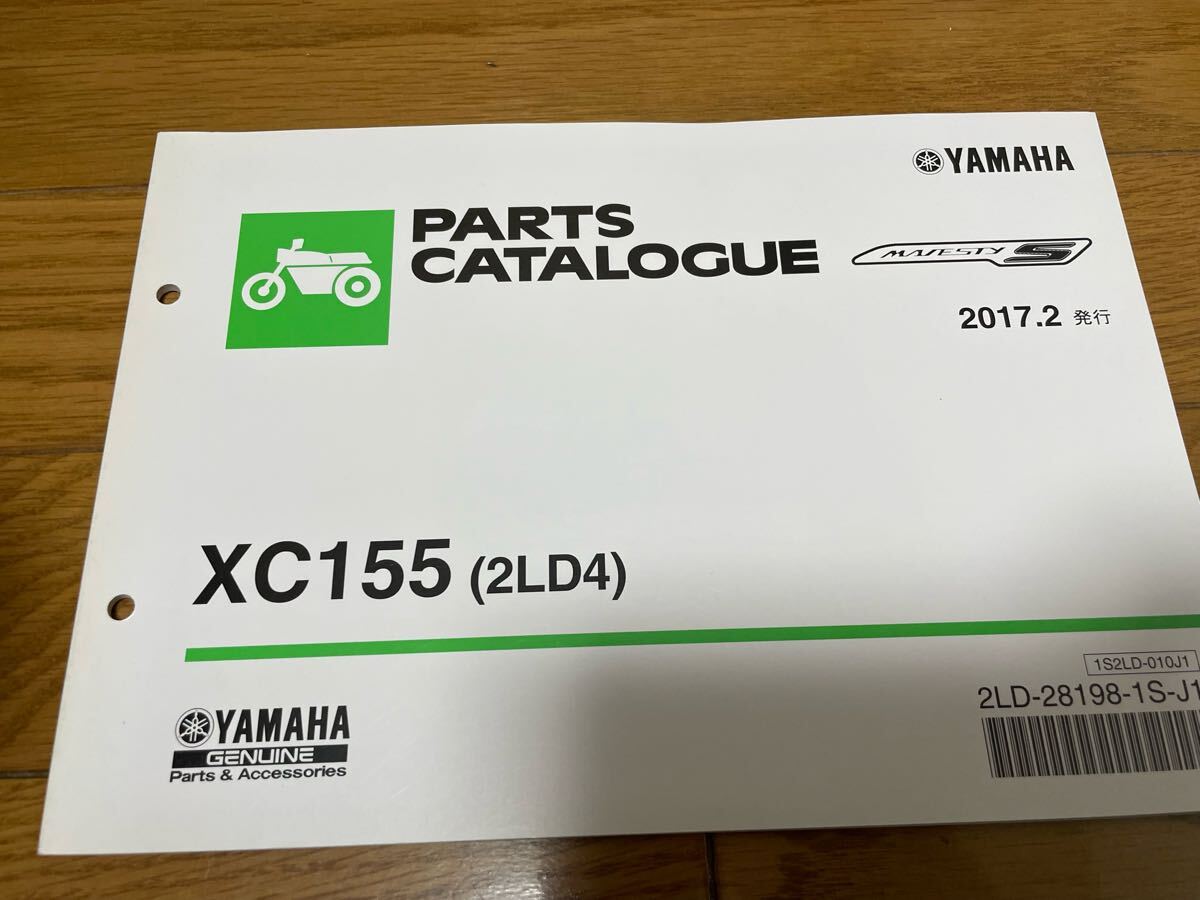 YAMAHA
PARTS
CATALOGUE
MAJESTY S
2017.2 発行
XC155 (2LD4)
1S2LD-010J1
2LD-28198-1S-J1
YAMAHA
GENUINE
Parts & Accessories